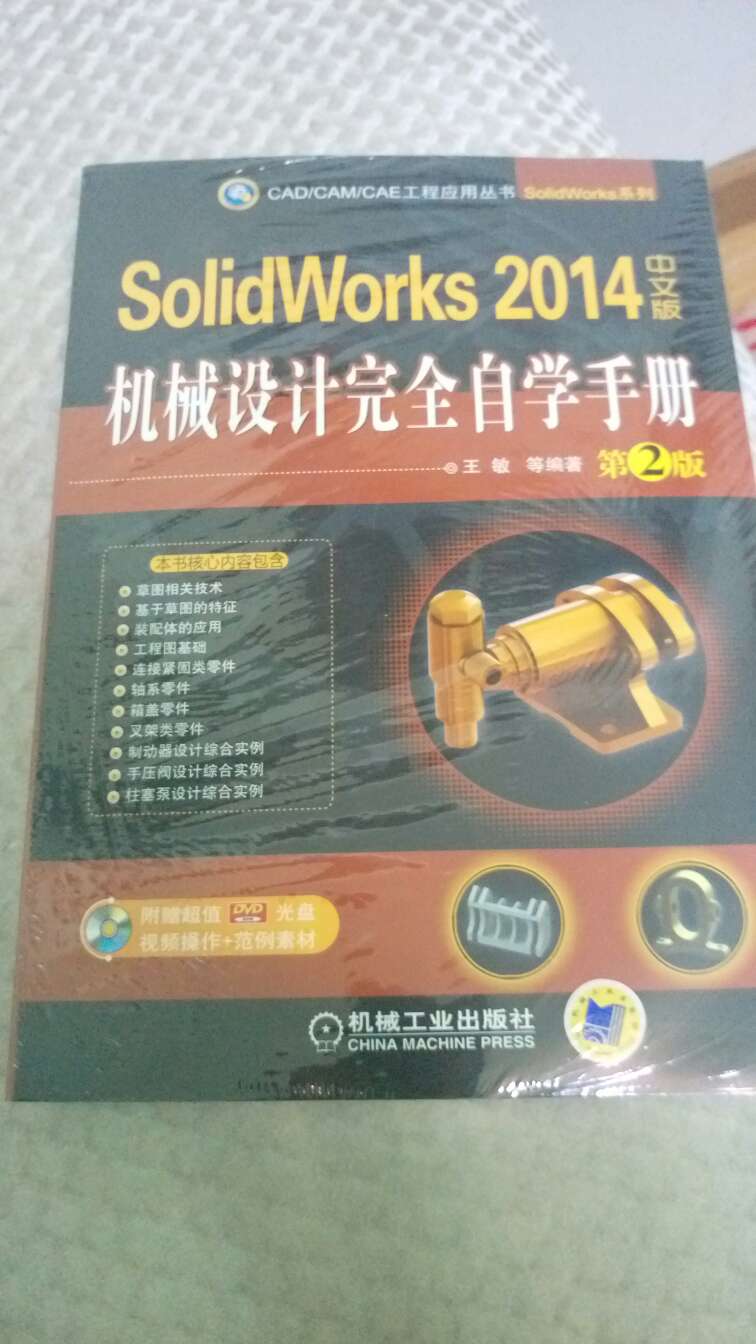 CAD/CAM/CAE工程应用丛书 SolidWorks系列
SolidWorks 2014 中文版
机械设计完全自学手册
王 敏 等编著 第2版
本书核心内容包含
草图相关技术
基于草图的特征
装配体的应用
工程图基础
连接紧固类零件
轴系零件
箱盖零件
叉架类零件
制动器设计综合实例
手压阀设计综合实例
柱塞泵设计综合实例
附赠超值 DVD 光盘
视频操作+范例素材
机械工业出版社
CHINA MACHINE PRESS